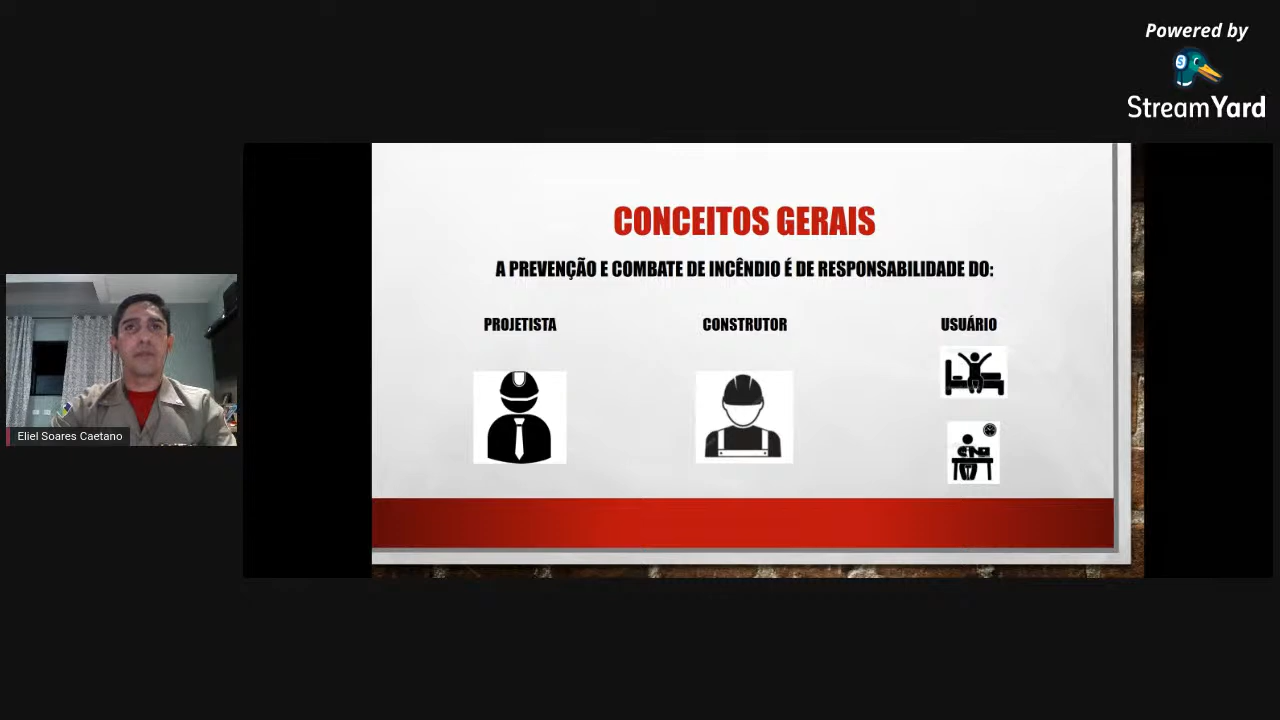 Powered by
StreamYard
CONCEITOS GERAIS
A PREVENÇÃO E COMBATE DE INCÊNDIO É DE RESPONSABILIDADE DO:
PROJETISTA
CONSTRUTOR
USUÁRIO
Eliel Soares Caetano